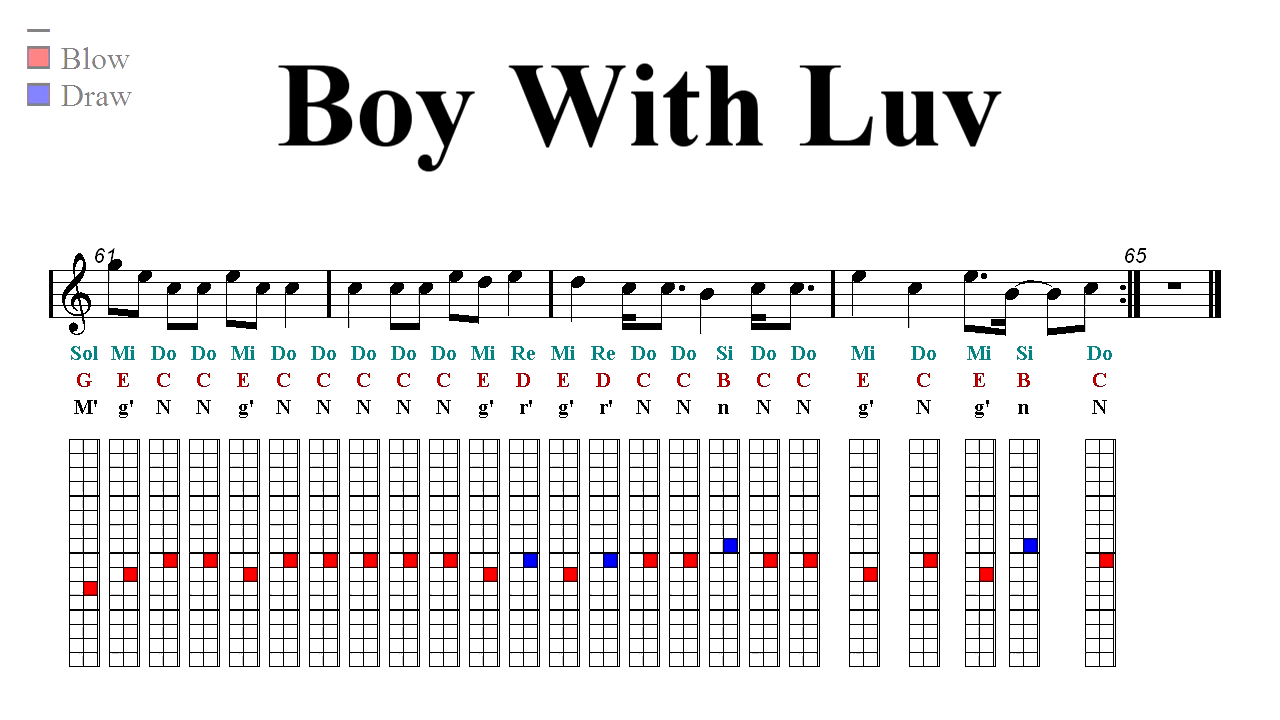 Blow
Draw
Boy With Luv
61 65
Sol Mi Do Do Mi Do Do Do Do Do Mi Re Mi Re Do Do Si Do Do Mi Do Mi Si Do
G E C C E C C C C C E D E D C C B C C E C E B C
M' g' N N g' N N N N N g' r' g' r' N N n N N g' N g' n N